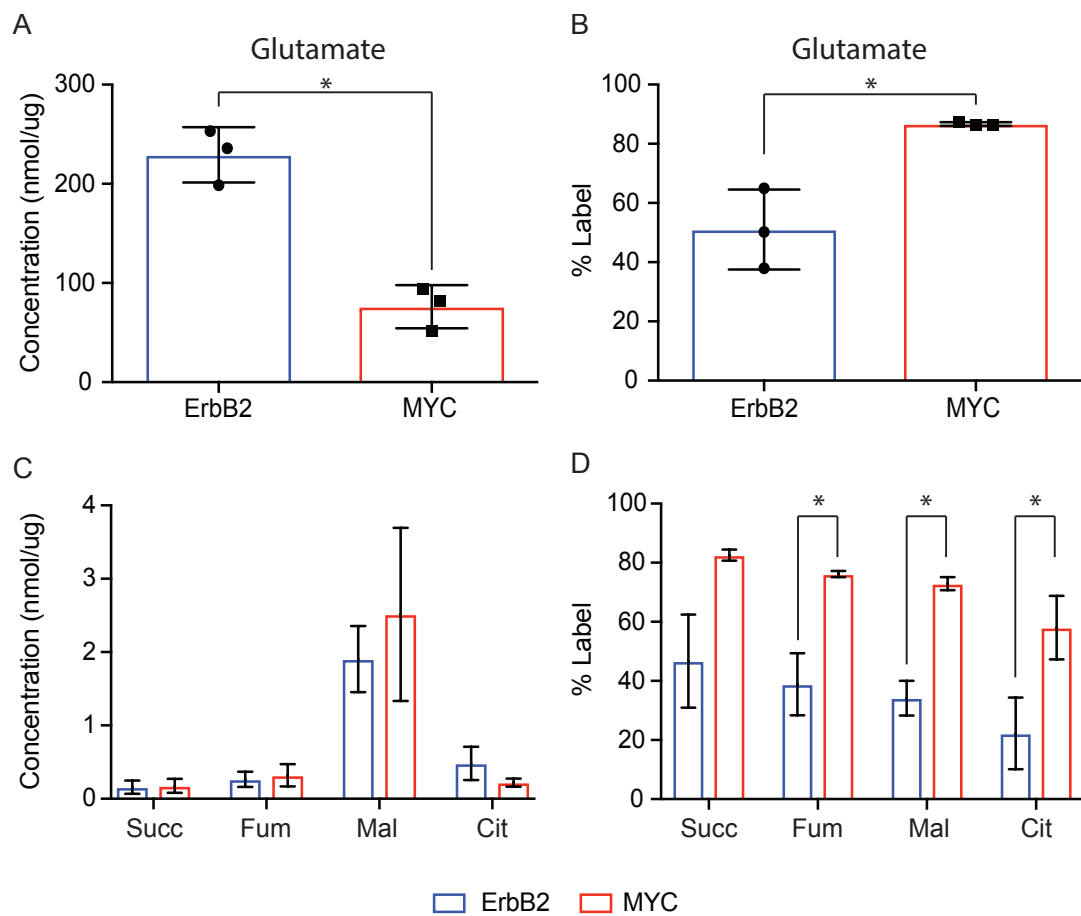 A
Glutamate
*
Concentration (nmol/ug)
300
200
100
0
ErbB2 MYC
B
Glutamate
*
% Label
100
80
60
40
20
0
ErbB2 MYC
C
Concentration (nmol/ug)
4
3
2
1
0
Succ Fum Mal Cit
D
* * *
% Label
100
80
60
40
20
0
Succ Fum Mal Cit
ErbB2 MYC